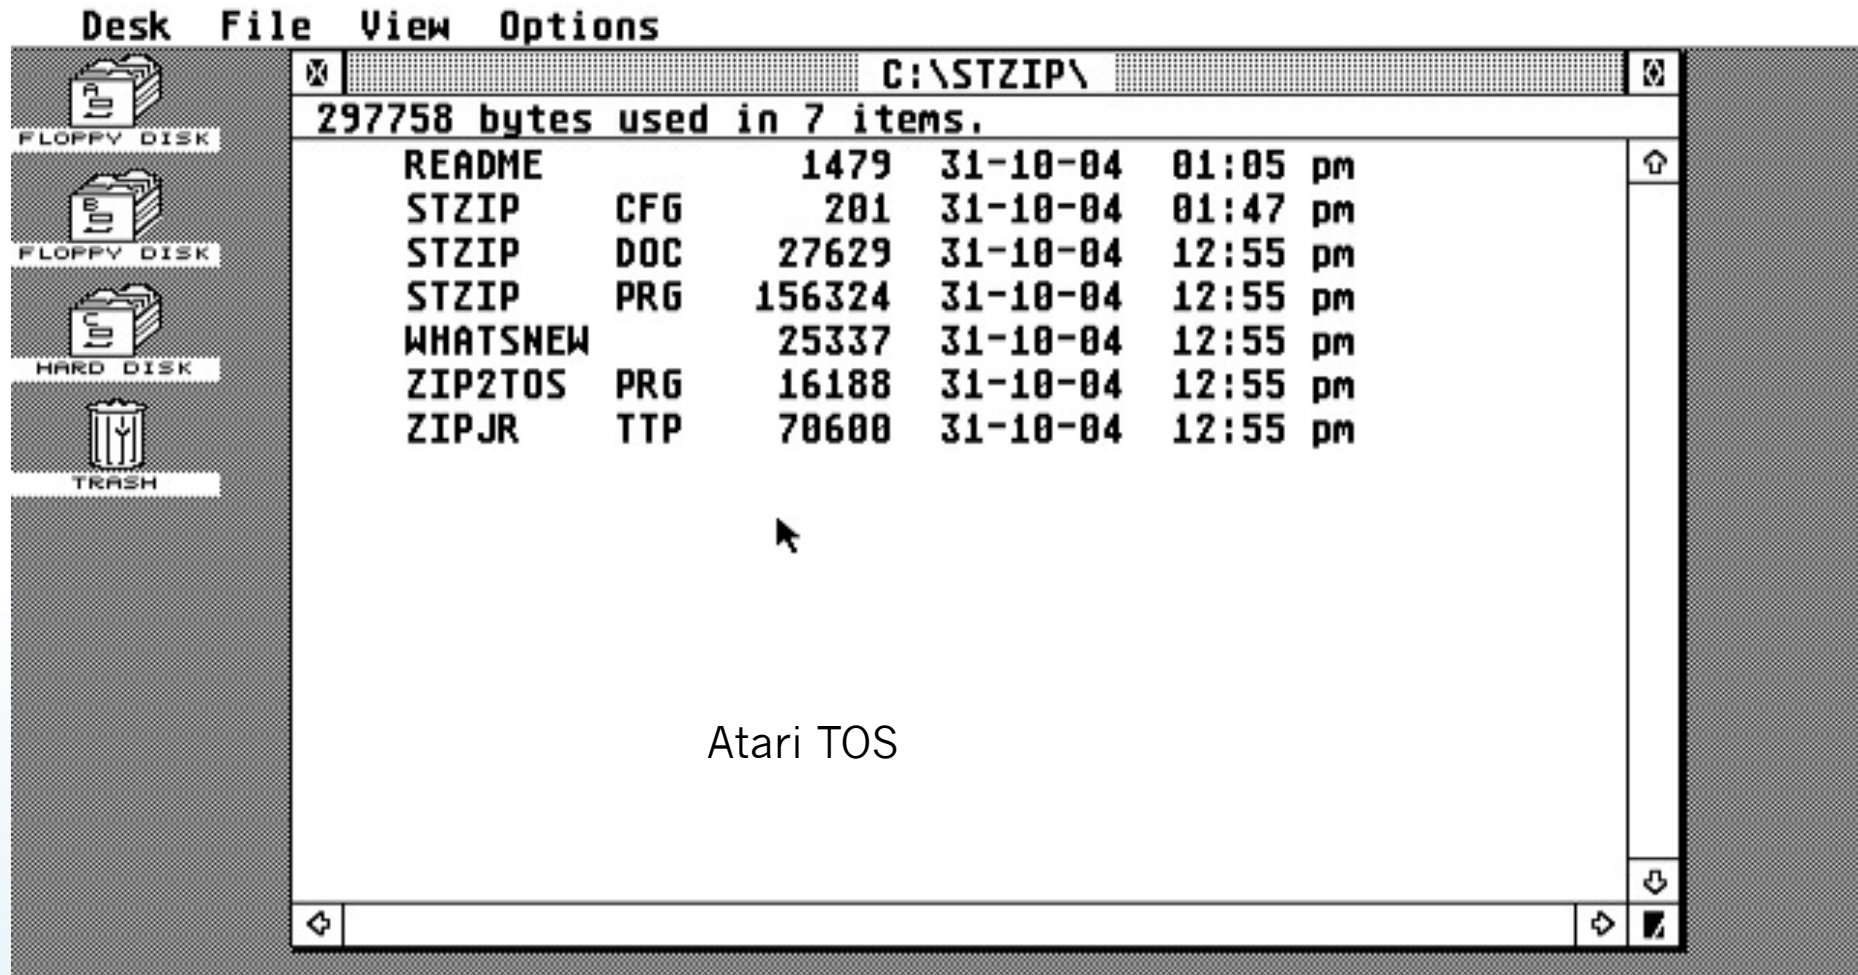 Desk File View Options
C:\STZIP\
297758 bytes used in 7 items.
README 1479 31-10-04 01:05 pm
STZIP CFG 201 31-10-04 01:47 pm
STZIP DOC 27629 31-10-04 12:55 pm
STZIP PRG 156324 31-10-04 12:55 pm
WHATSNEW 25337 31-10-04 12:55 pm
ZIP2TOS PRG 16188 31-10-04 12:55 pm
ZIPJR TTP 70600 31-10-04 12:55 pm
A
FLOPPY DISK
B
FLOPPY DISK
C
HARD DISK
TRASH
Atari TOS